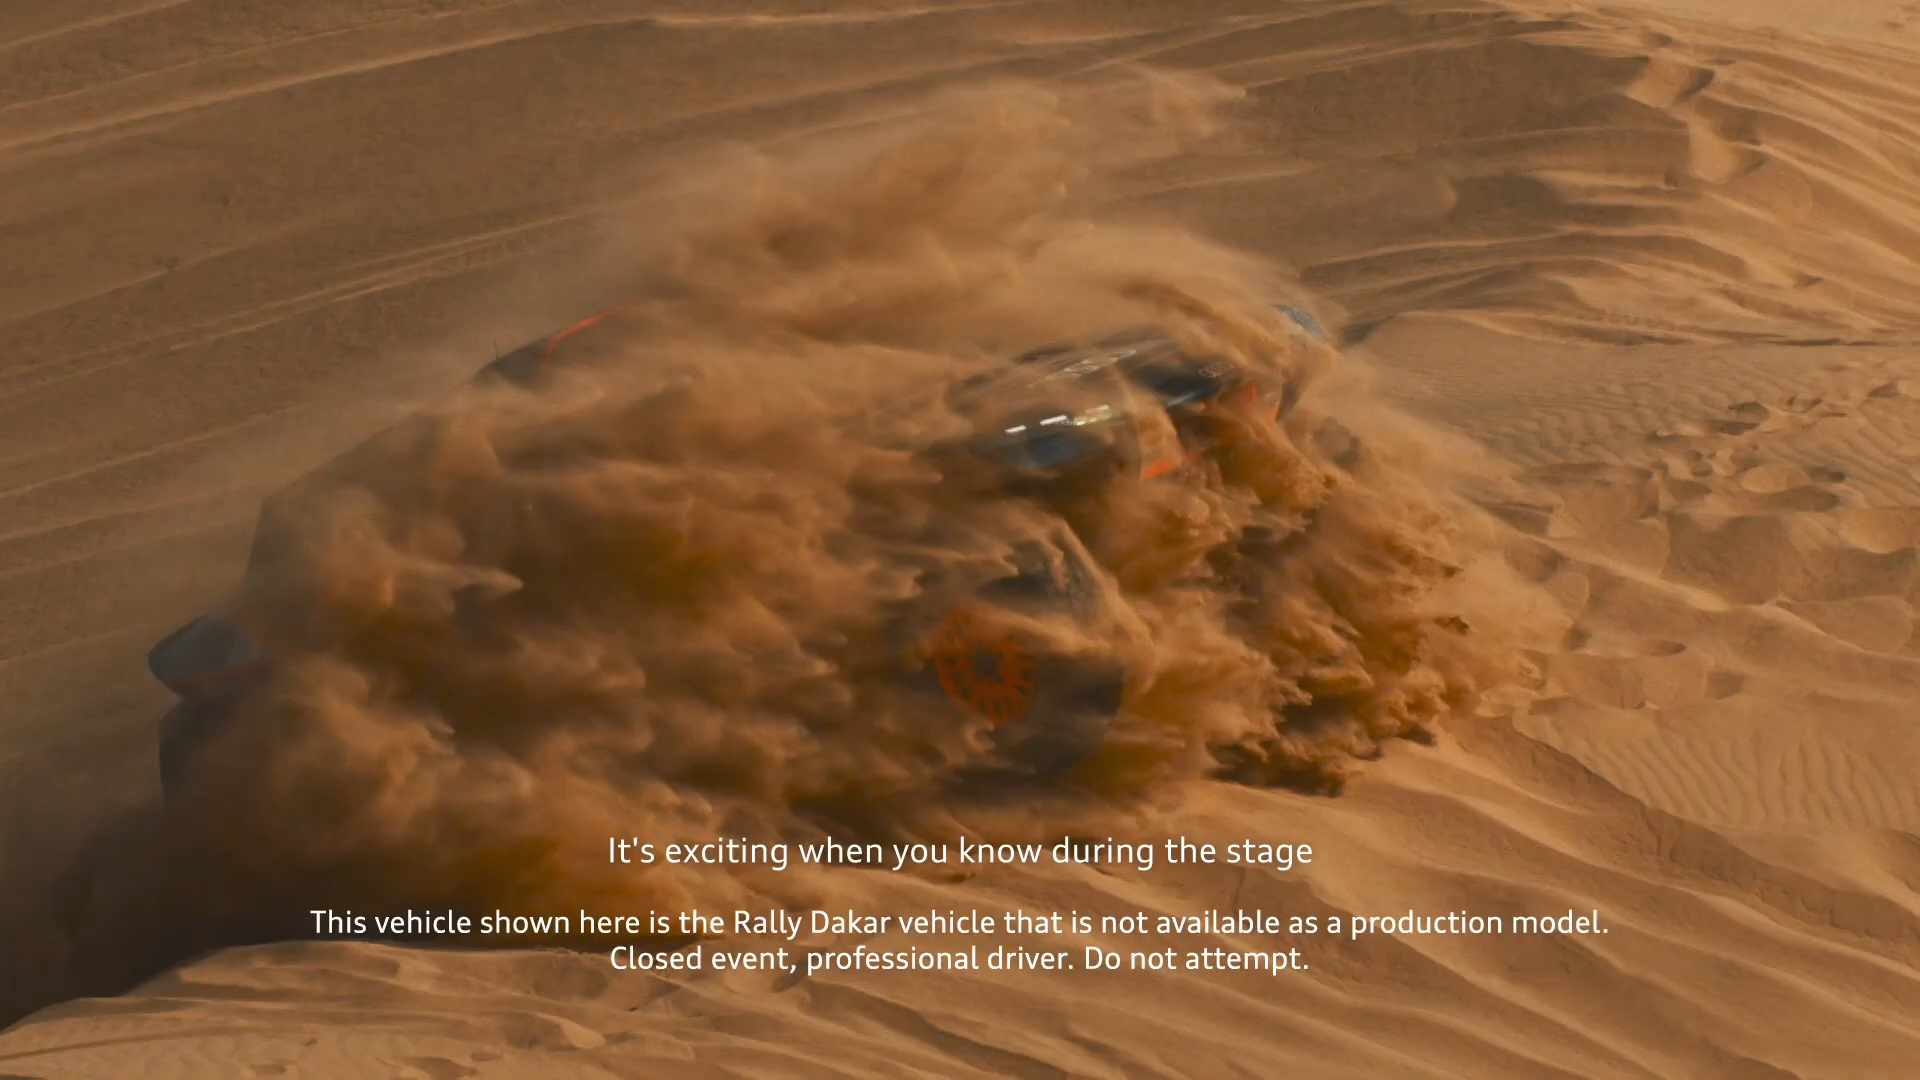 It's exciting when you know during the stage
This vehicle shown here is the Rally Dakar vehicle that is not available as a production model.
Closed event, professional driver. Do not attempt.